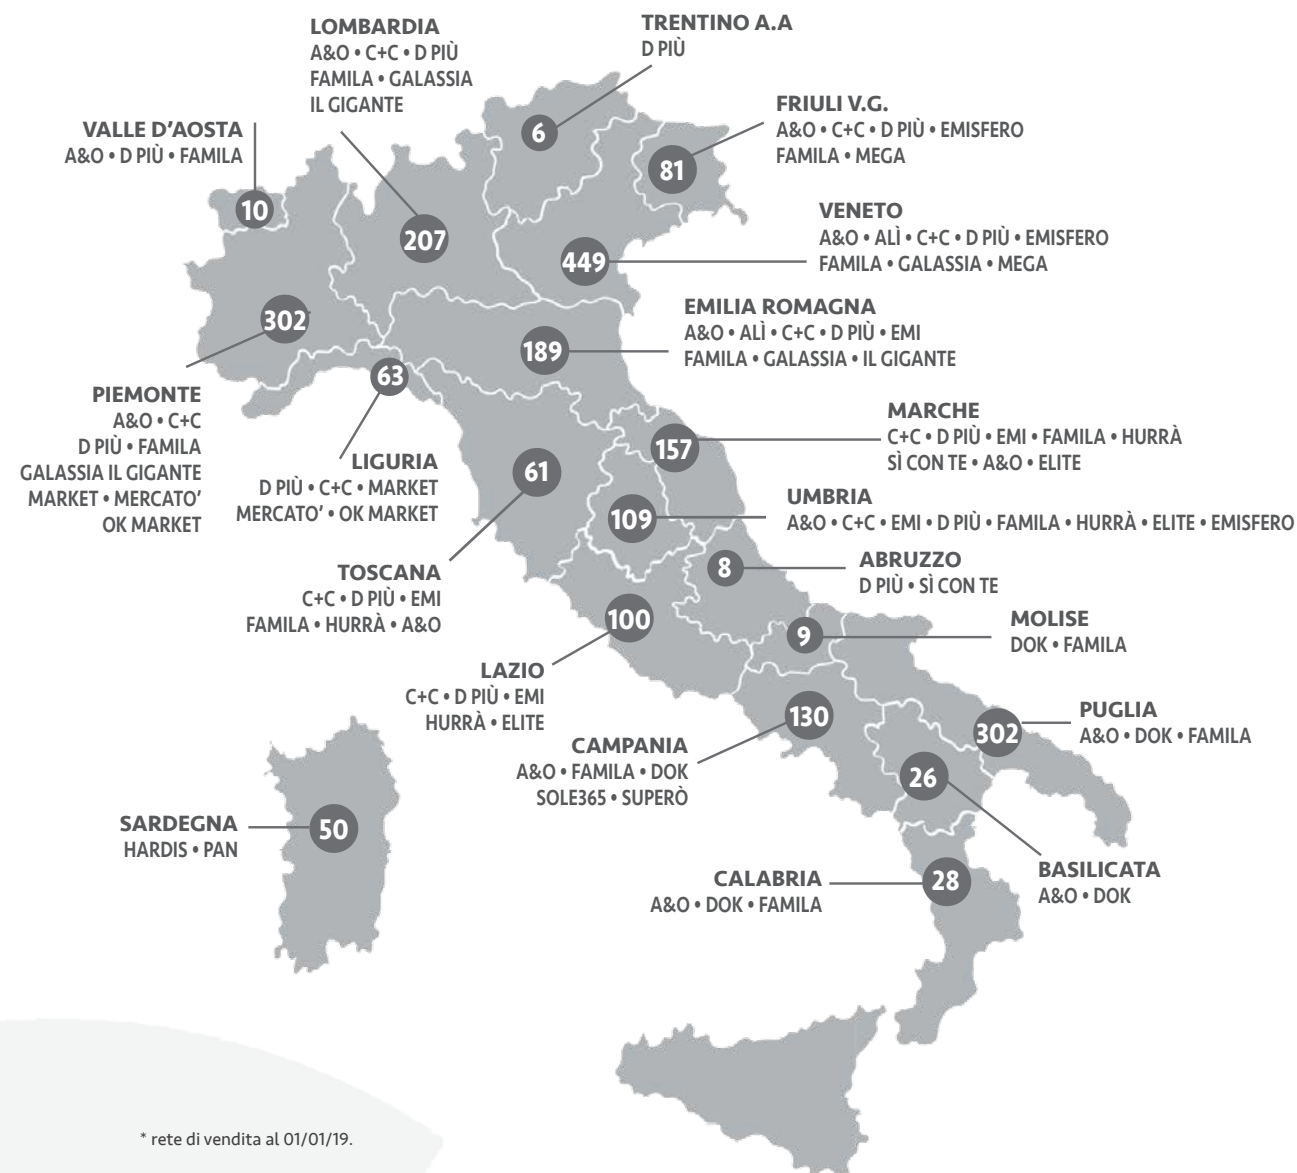 LOMBARDIA
A&O • C+C • D PIÙ
FAMILA • GALASSIA
IL GIGANTE
TRENTINO A.A
D PIÙ
VALLE D'AOSTA
A&O • D PIÙ • FAMILA
FRIULI V.G.
A&O • C+C • D PIÙ • EMISFERO
FAMILA • MEGA
6
81
10
207
VENETO
A&O • ALÌ • C+C • D PIÙ • EMISFERO
FAMILA • GALASSIA • MEGA
449
302
EMILIA ROMAGNA
A&O • ALÌ • C+C • D PIÙ • EMI
FAMILA • GALASSIA • IL GIGANTE
189
63
PIEMONTE
A&O • C+C
D PIÙ • FAMILA
GALASSIA IL GIGANTE
MARKET • MERCATO'
OK MARKET
LIGURIA
D PIÙ • C+C • MARKET
MERCATO' • OK MARKET
MARCHE
C+C • D PIÙ • EMI • FAMILA • HURRÀ
SÌ CON TE • A&O • ELITE
157
61
UMBRIA
A&O • C+C • EMI • D PIÙ • FAMILA • HURRÀ • ELITE • EMISFERO
109
TOSCANA
C+C • D PIÙ • EMI
FAMILA • HURRÀ • A&O
ABRUZZO
D PIÙ • SÌ CON TE
8
100
MOLISE
DOK • FAMILA
9
LAZIO
C+C • D PIÙ • EMI
HURRÀ • ELITE
130
PUGLIA
A&O • DOK • FAMILA
302
CAMPANIA
A&O • FAMILA • DOK
SOLE365 • SUPERÒ
26
SARDEGNA
HARDIS • PAN
50
BASILICATA
A&O • DOK
CALABRIA
A&O • DOK • FAMILA
28
* rete di vendita al 01/01/19.